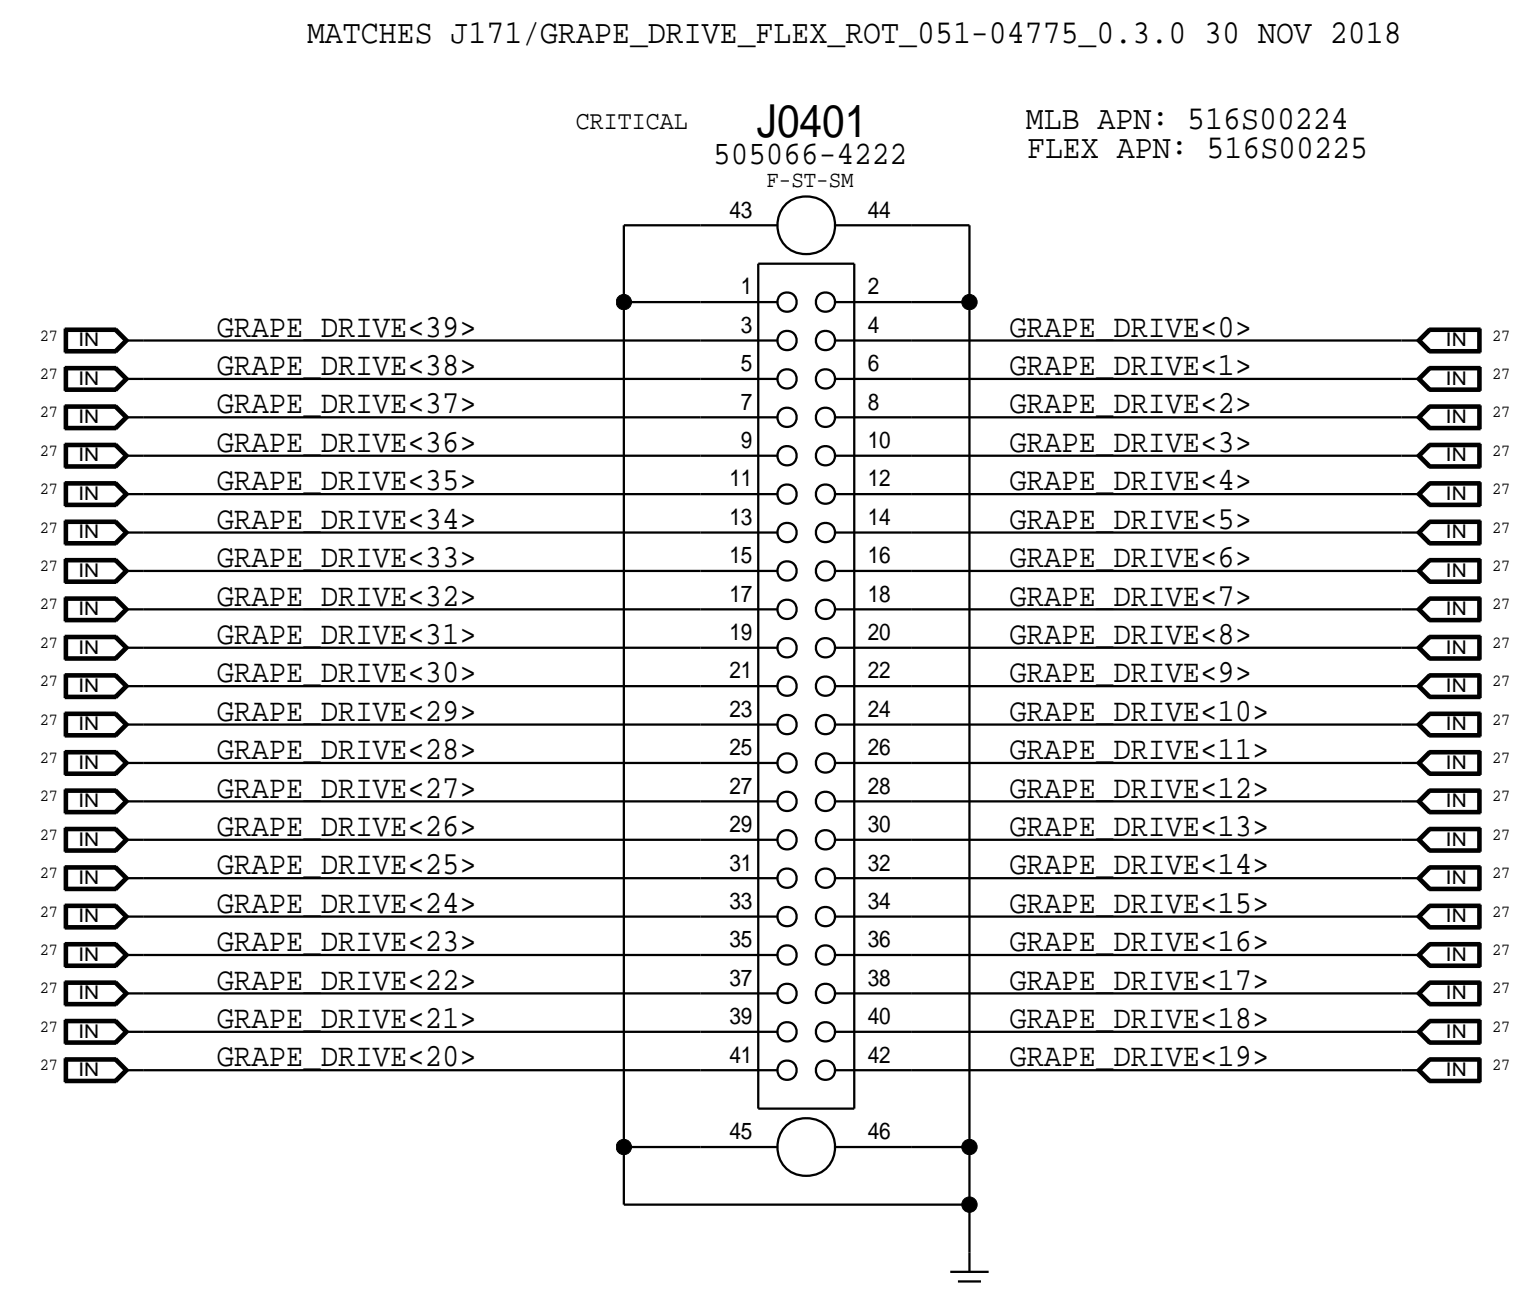 MATCHES J171/GRAPE_DRIVE_FLEX_ROT_051-04775_0.3.0 30 NOV 2018
CRITICAL J0401 MLB APN: 516S00224
505066-4222 FLEX APN: 516S00225
F-ST-SM
43 44
1 2
27 IN GRAPE_DRIVE<39> 3 4 GRAPE_DRIVE<0> IN 27
27 IN GRAPE_DRIVE<38> 5 6 GRAPE_DRIVE<1> IN 27
27 IN GRAPE_DRIVE<37> 7 8 GRAPE_DRIVE<2> IN 27
27 IN GRAPE_DRIVE<36> 9 10 GRAPE_DRIVE<3> IN 27
27 IN GRAPE_DRIVE<35> 11 12 GRAPE_DRIVE<4> IN 27
27 IN GRAPE_DRIVE<34> 13 14 GRAPE_DRIVE<5> IN 27
27 IN GRAPE_DRIVE<33> 15 16 GRAPE_DRIVE<6> IN 27
27 IN GRAPE_DRIVE<32> 17 18 GRAPE_DRIVE<7> IN 27
27 IN GRAPE_DRIVE<31> 19 20 GRAPE_DRIVE<8> IN 27
27 IN GRAPE_DRIVE<30> 21 22 GRAPE_DRIVE<9> IN 27
27 IN GRAPE_DRIVE<29> 23 24 GRAPE_DRIVE<10> IN 27
27 IN GRAPE_DRIVE<28> 25 26 GRAPE_DRIVE<11> IN 27
27 IN GRAPE_DRIVE<27> 27 28 GRAPE_DRIVE<12> IN 27
27 IN GRAPE_DRIVE<26> 29 30 GRAPE_DRIVE<13> IN 27
27 IN GRAPE_DRIVE<25> 31 32 GRAPE_DRIVE<14> IN 27
27 IN GRAPE_DRIVE<24> 33 34 GRAPE_DRIVE<15> IN 27
27 IN GRAPE_DRIVE<23> 35 36 GRAPE_DRIVE<16> IN 27
27 IN GRAPE_DRIVE<22> 37 38 GRAPE_DRIVE<17> IN 27
27 IN GRAPE_DRIVE<21> 39 40 GRAPE_DRIVE<18> IN 27
27 IN GRAPE_DRIVE<20> 41 42 GRAPE_DRIVE<19> IN 27
45 46